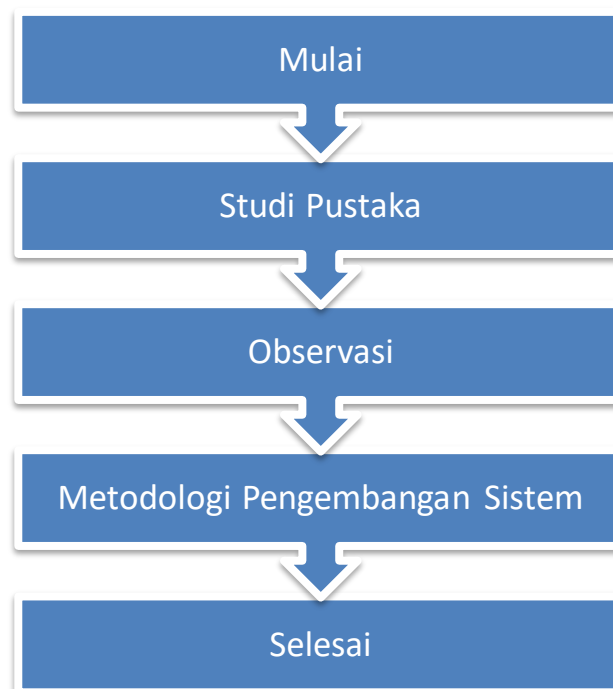 Mulai
Studi Pustaka
Observasi
Metodologi Pengembangan Sistem
Selesai